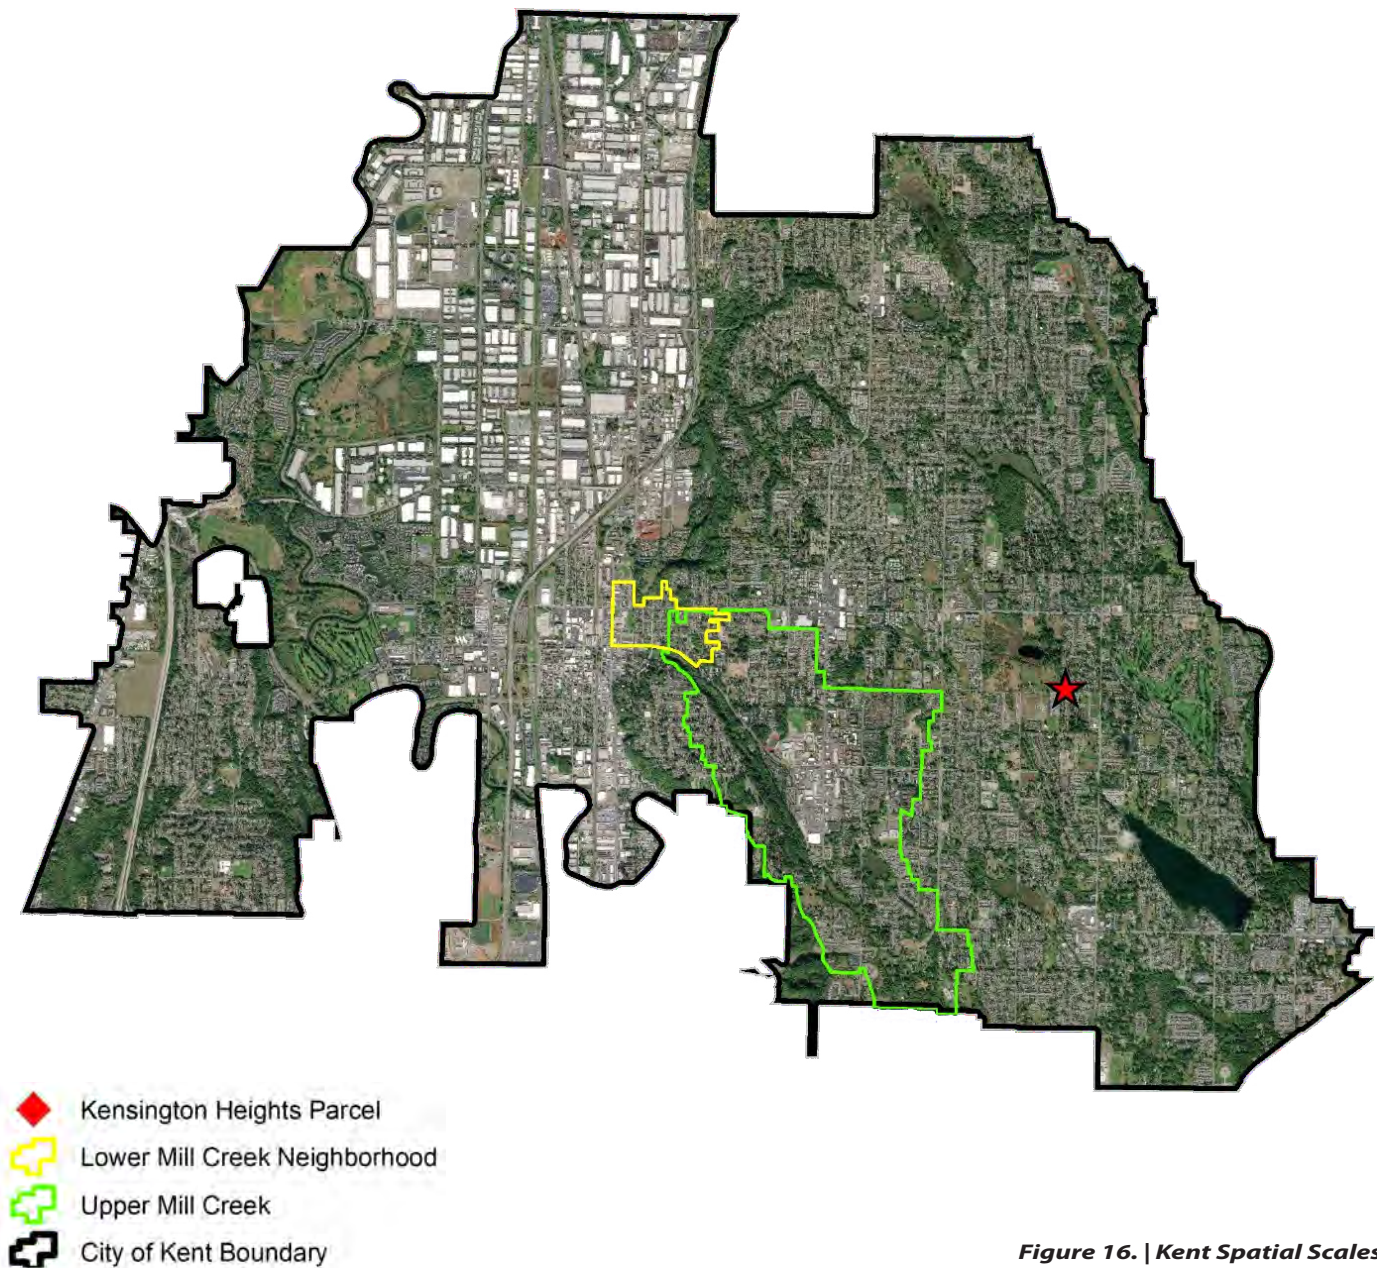 Kensington Heights Parcel
Lower Mill Creek Neighborhood
Upper Mill Creek
City of Kent Boundary
Figure 16. | Kent Spatial Scales